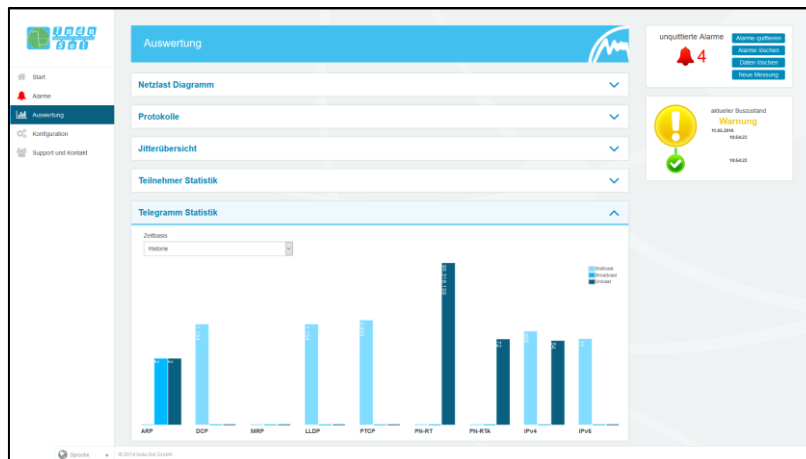 Indu
Sol
unquittierte Alarme
4
Alarme quittieren
Alarme löschen
Daten löschen
Neue Messung
Start
Alarme
Auswertung
Konfiguration
Support und Kontakt
Auswertung
Netzlast Diagramm
Protokolle
Jitterübersicht
Teilnehmer Statistik
Telegramm Statistik
Zeitbasis
Historie
aktueller Buszustand
Warnung
Multicast
Broadcast
Unicast
72
54
ARP
DCP
MRP
LLDP
PTCP
PN-RT
PN-RTA
IPv4
IPv6
Sprache